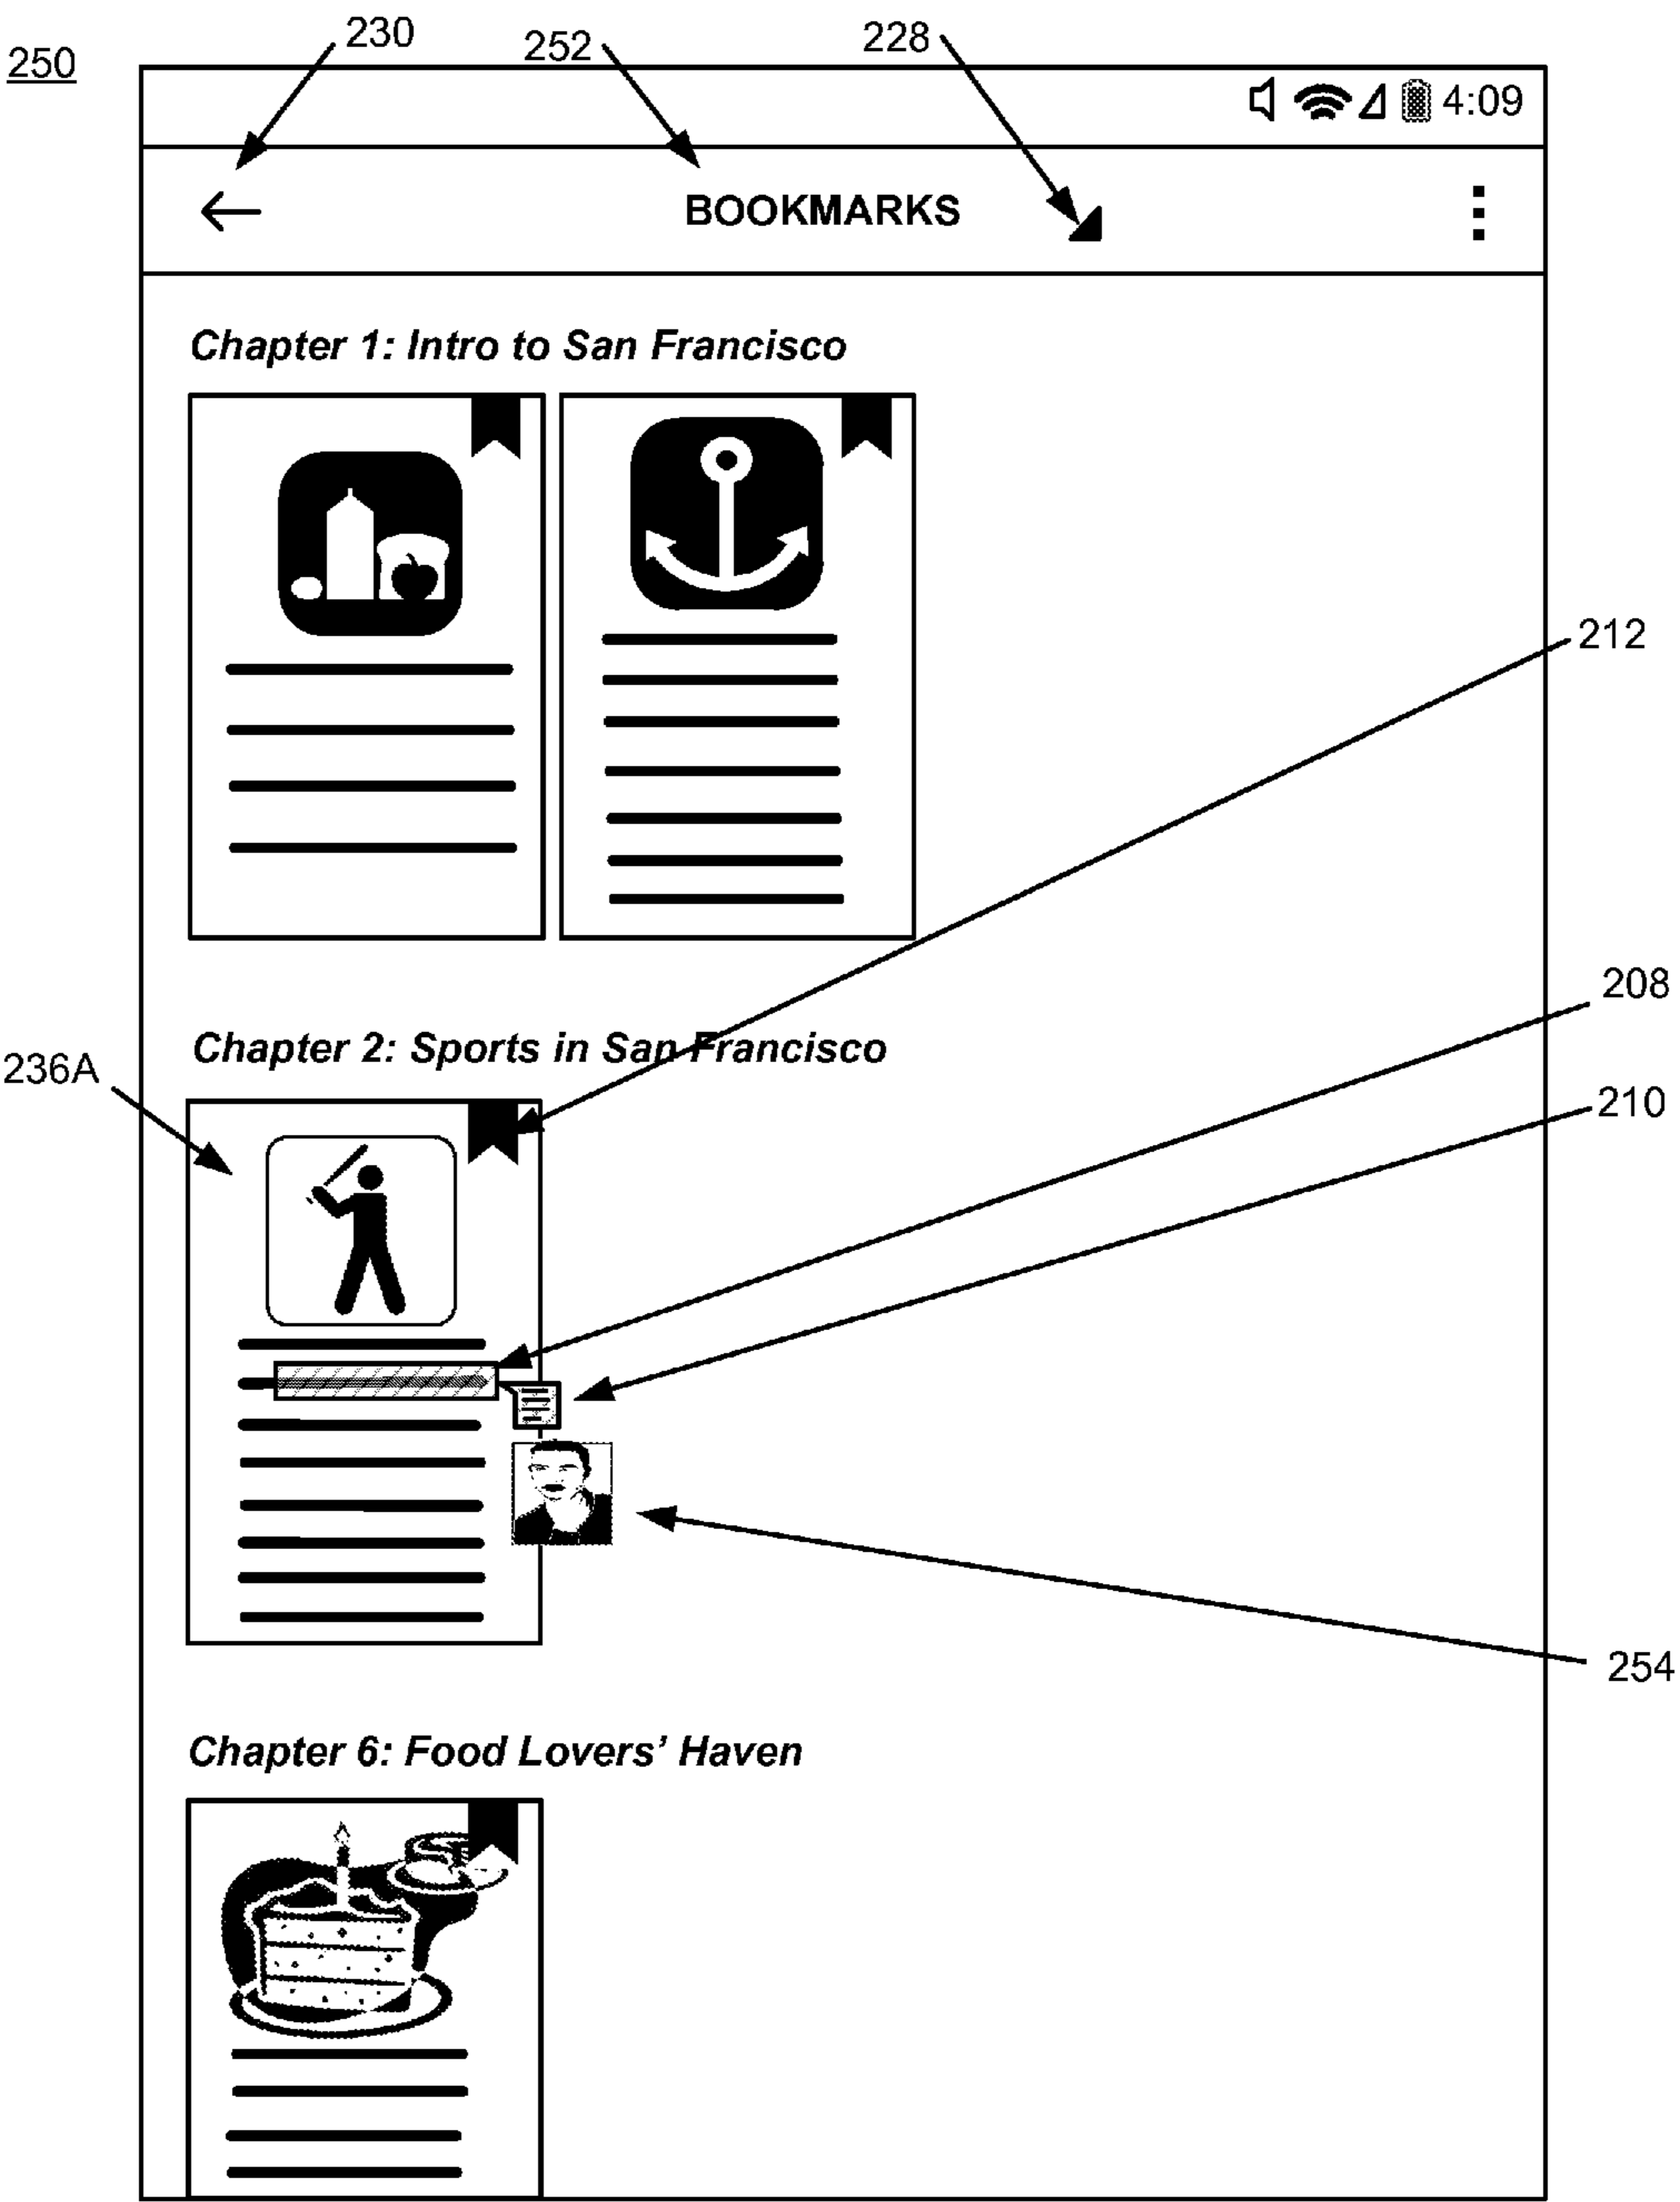 230
252
228
250
4:09
BOOKMARKS
Chapter 1: Intro to San Francisco
212
208
Chapter 2: Sports in San Francisco
236A
210
254
Chapter 6: Food Lovers’ Haven